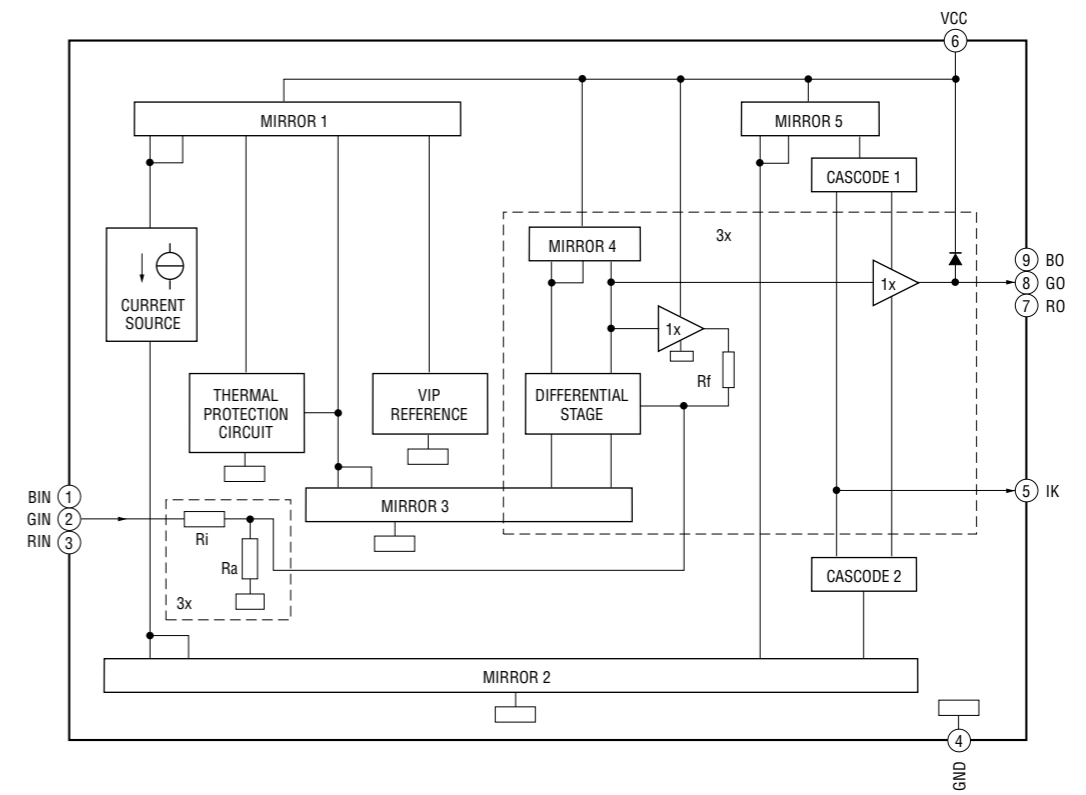 VCC
6
MIRROR 1
MIRROR 5
CASCODE 1
3x
MIRROR 4
CURRENT
SOURCE
1x
9 BO
8 GO
7 RO
1x
Rf
THERMAL
PROTECTION
CIRCUIT
VIP
REFERENCE
DIFFERENTIAL
STAGE
BIN 1
GIN 2
RIN 3
MIRROR 3
5 IK
Ri
Ra
3x
CASCODE 2
MIRROR 2
4
GND